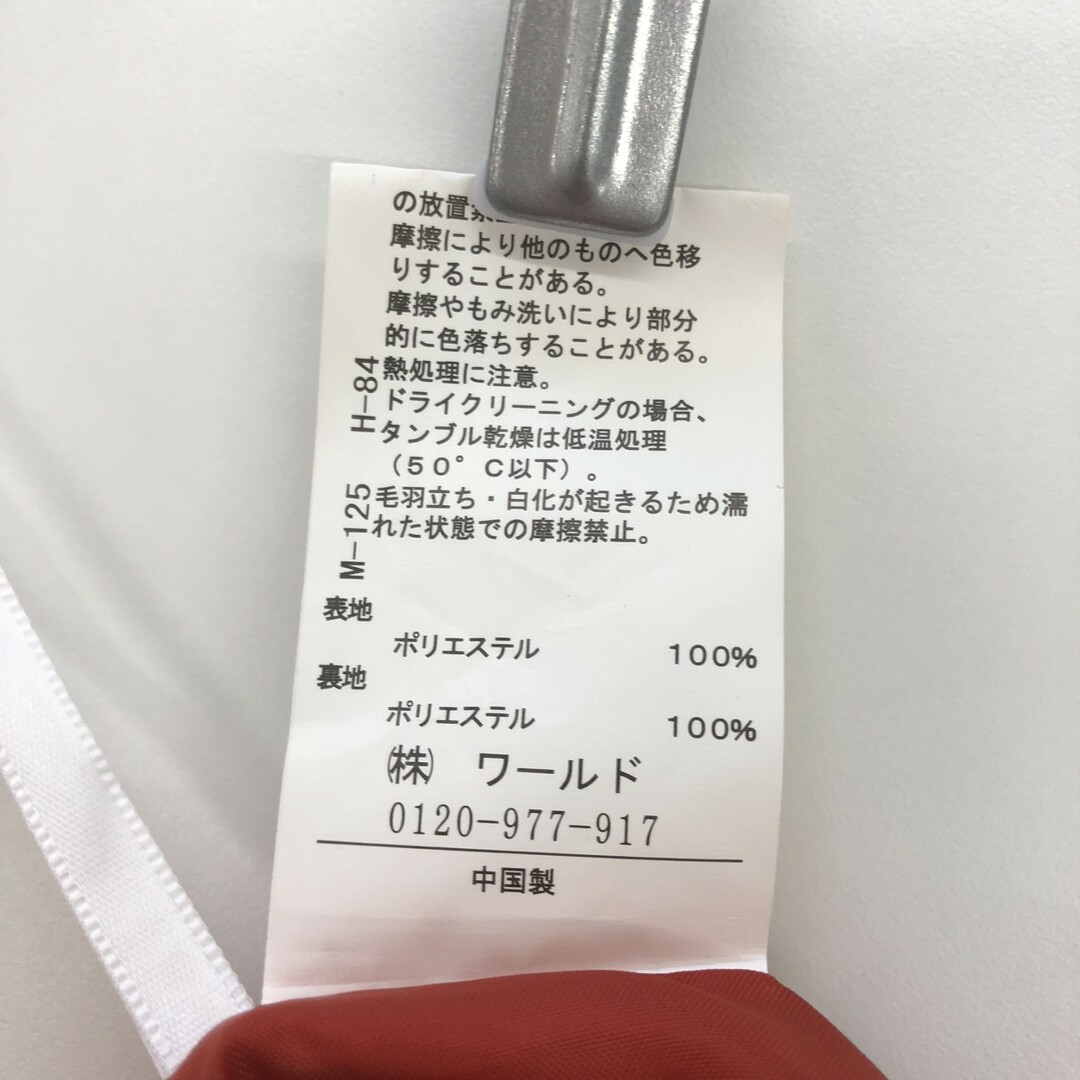 の放置
摩擦により他のものへ色移
りすることがある。
摩擦やもみ洗いにより部分
的に色落ちすることがある。
熱処理に注意。
ドライクリーニングの場合、
タンブル乾燥は低温処理
（５０°Ｃ以下）。
毛羽立ち・白化が起きるため濡
れた状態での摩擦禁止。
H-84
M-125
表地
ポリエステル 100%
裏地
ポリエステル 100%
㈱ ワールド
0120-977-917
中国製